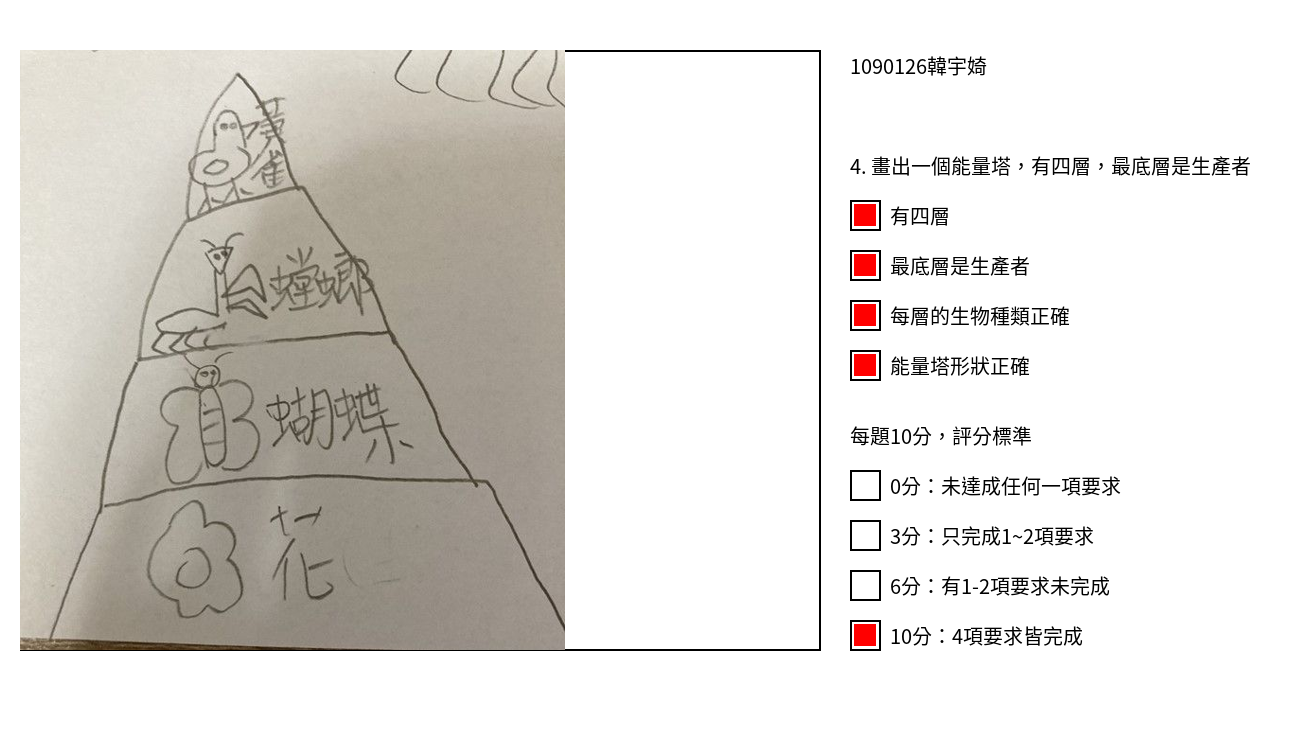 黃雀
螳螂
蝴蝶
花
1090126韓宇婍
4. 畫出一個能量塔，有四層，最底層是生產者
有四層
最底層是生產者
每層的生物種類正確
能量塔形狀正確
每題10分，評分標準
0分：未達成任何一項要求
3分：只完成1~2項要求
6分：有1-2項要求未完成
10分：4項要求皆完成